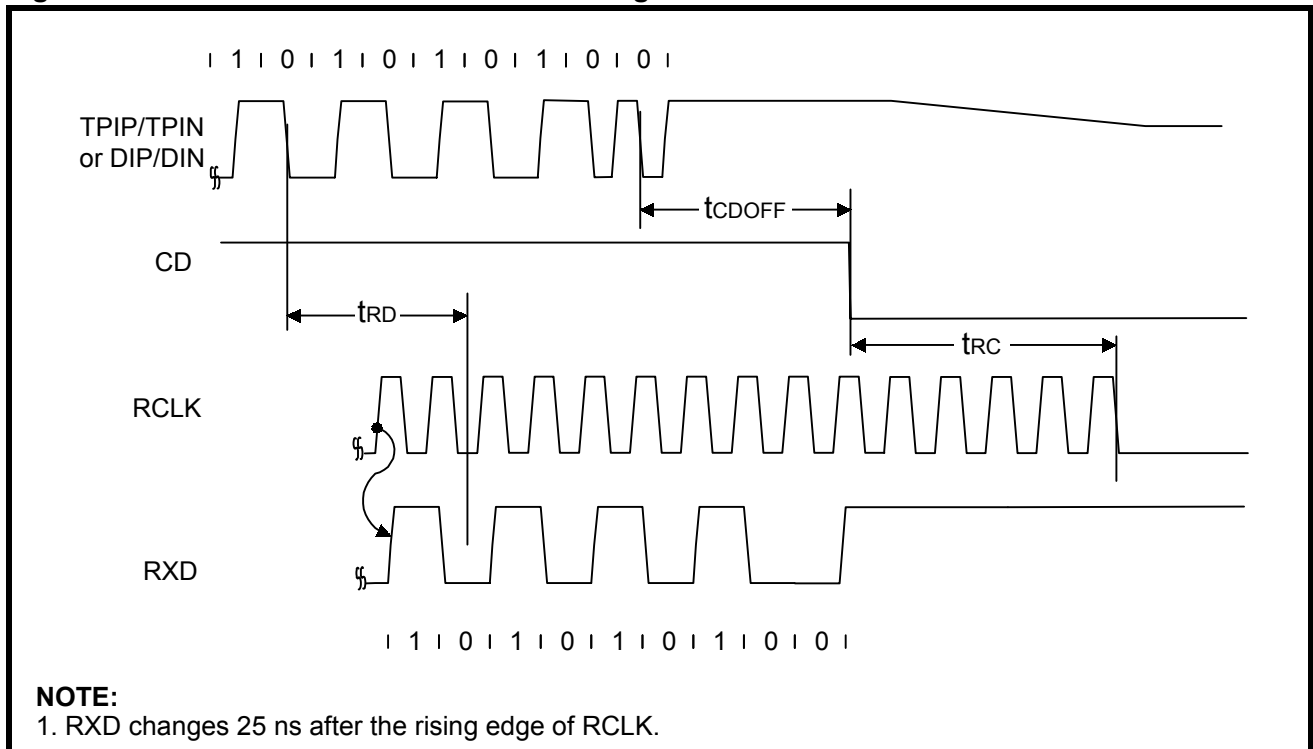 1 0 1 0 1 0 1 0 0
TPIP/TPIN
or DIP/DIN
tCDOFF
CD
tRD
tRC
RCLK
RXD
1 0 1 0 1 0 1 0 0
NOTE:
1. RXD changes 25 ns after the rising edge of RCLK.